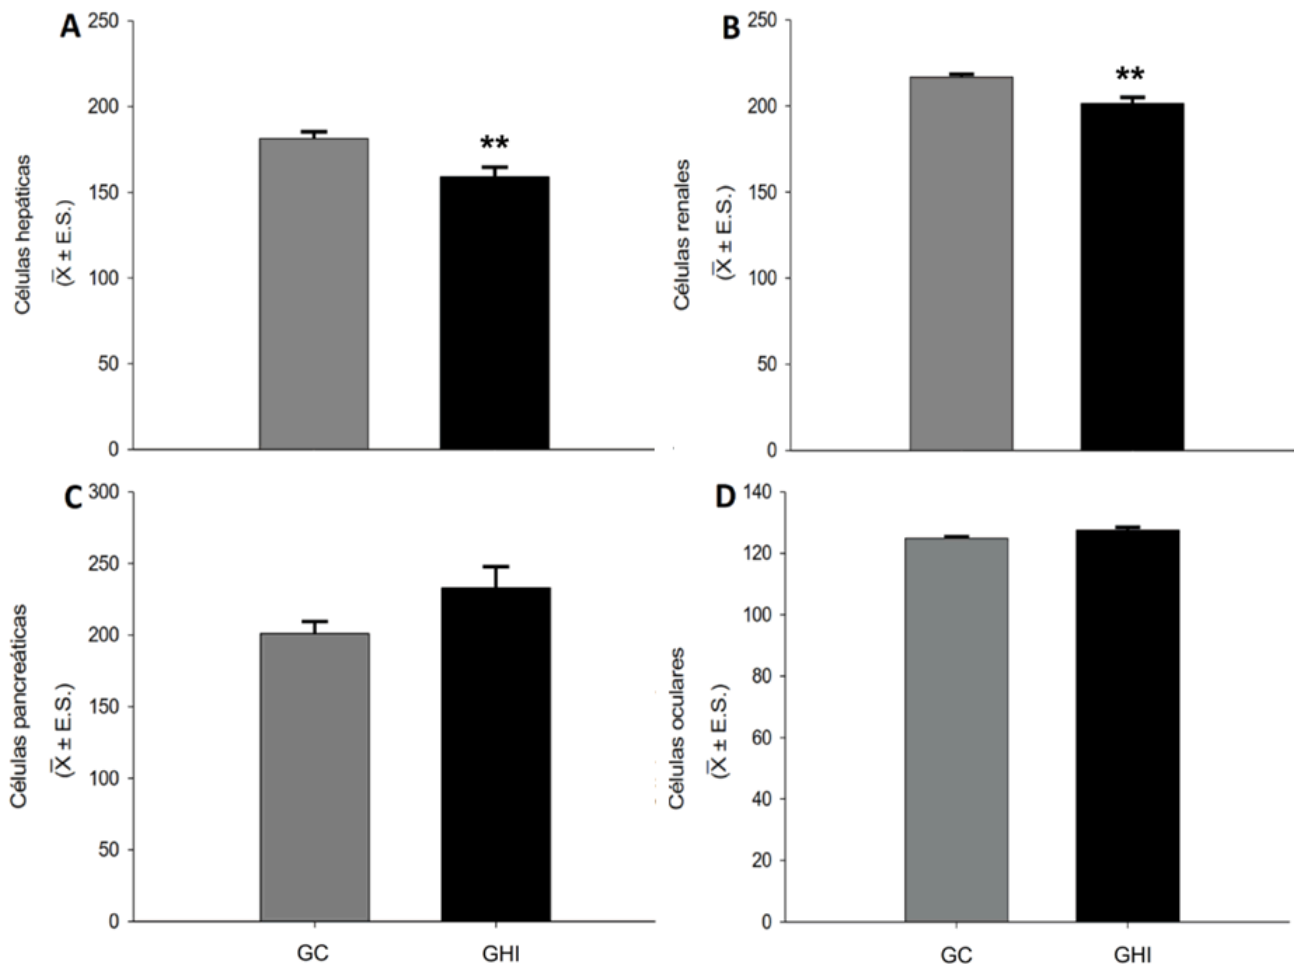 A
250
200
150
100
50
0
Células hepáticas
(X̅ ± E.S.)
**
B
250
200
150
100
50
0
Células renales
(X̅ ± E.S.)
**
C
300
250
200
150
100
50
0
Células pancreáticas
(X̅ ± E.S.)
GC GHI
D
140
120
100
80
60
40
20
0
Células oculares
(X̅ ± E.S.)
GC GHI